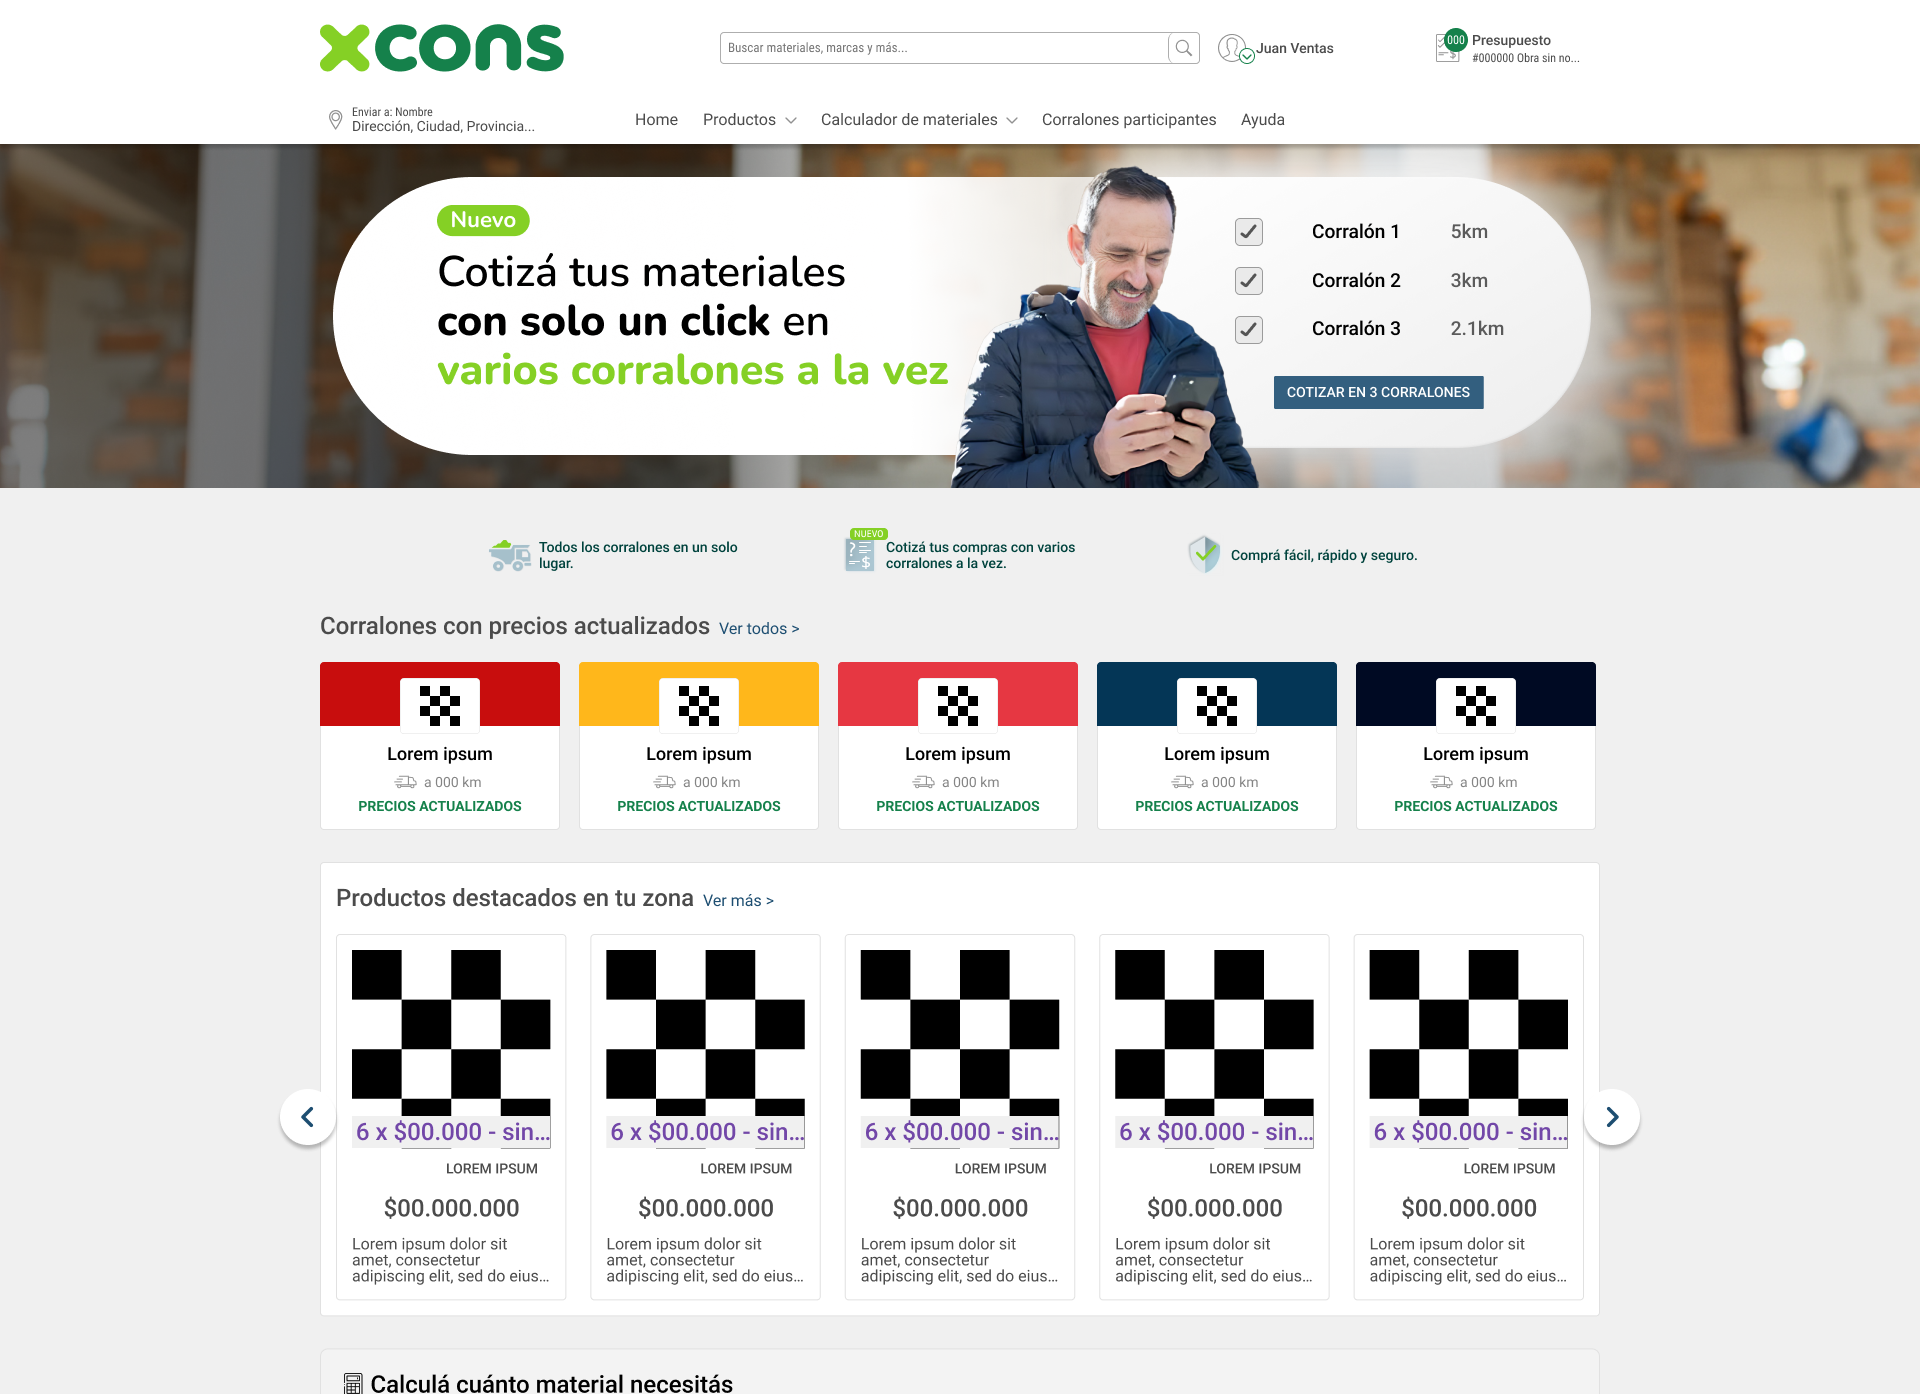 xcons
Buscar materiales, marcas y más...
Juan Ventas
000
Presupuesto
#000000 Obra sin no...
Enviar a: Nombre
Dirección, Ciudad, Provincia...
Home
Productos
Calculador de materiales
Corralones participantes
Ayuda
Nuevo
Cotizá tus materiales
con solo un click en
varios corralones a la vez
Corralón 1 5km
Corralón 2 3km
Corralón 3 2.1km
COTIZAR EN 3 CORRALONES
Todos los corralones en un solo
lugar.
NUEVO
Cotizá tus compras con varios
corralones a la vez.
Comprá fácil, rápido y seguro.
Corralones con precios actualizados Ver todos >
Lorem ipsum
a 000 km
PRECIOS ACTUALIZADOS
Lorem ipsum
a 000 km
PRECIOS ACTUALIZADOS
Lorem ipsum
a 000 km
PRECIOS ACTUALIZADOS
Lorem ipsum
a 000 km
PRECIOS ACTUALIZADOS
Lorem ipsum
a 000 km
PRECIOS ACTUALIZADOS
Productos destacados en tu zona Ver más >
6 x $00.000 - sin...
LOREM IPSUM
$00.000.000
Lorem ipsum dolor sit
amet, consectetur
adipiscing elit, sed do eius...
6 x $00.000 - sin...
LOREM IPSUM
$00.000.000
Lorem ipsum dolor sit
amet, consectetur
adipiscing elit, sed do eius...
6 x $00.000 - sin...
LOREM IPSUM
$00.000.000
Lorem ipsum dolor sit
amet, consectetur
adipiscing elit, sed do eius...
6 x $00.000 - sin...
LOREM IPSUM
$00.000.000
Lorem ipsum dolor sit
amet, consectetur
adipiscing elit, sed do eius...
6 x $00.000 - sin...
LOREM IPSUM
$00.000.000
Lorem ipsum dolor sit
amet, consectetur
adipiscing elit, sed do eius...
Calculá cuánto material necesitás